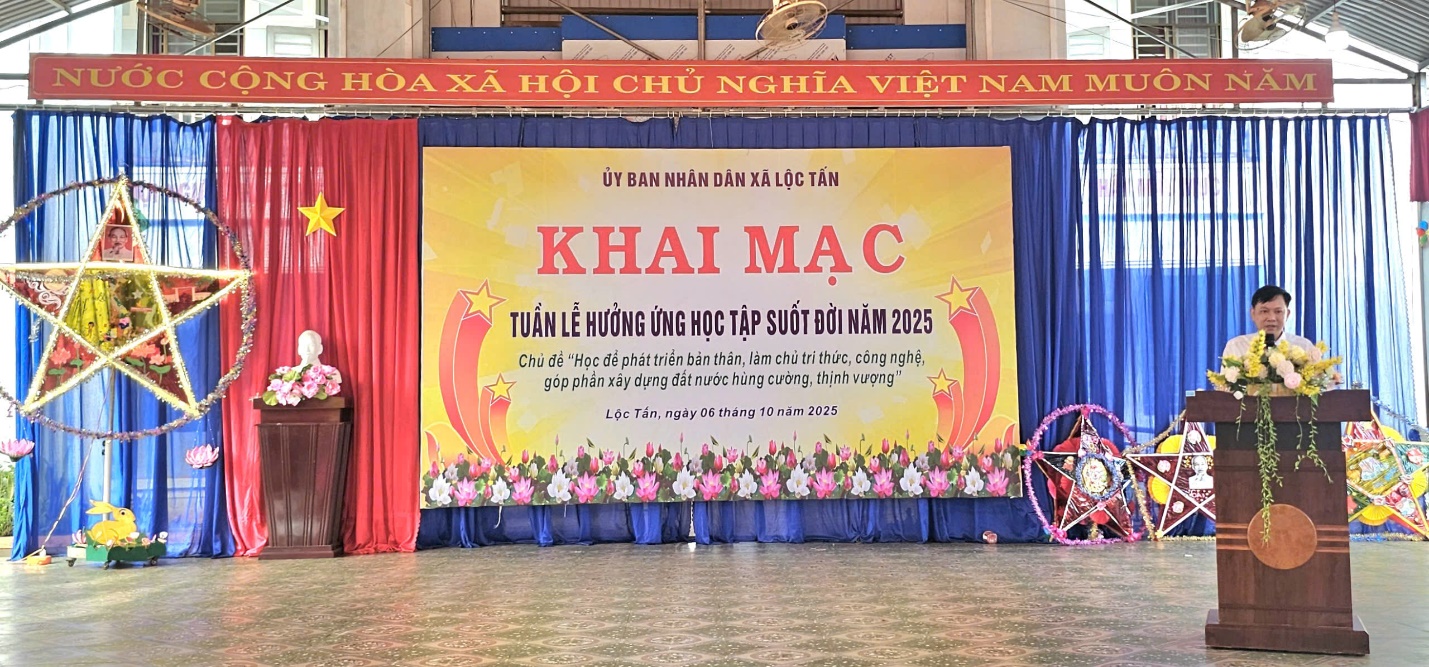 NƯỚC CỘNG HÒA XÃ HỘI CHỦ NGHĨA VIỆT NAM MUÔN NĂM
ỦY BAN NHÂN DÂN XÃ LỘC TẤN
KHAI MẠC
TUẦN LỄ HƯỞNG ỨNG HỌC TẬP SUỐT ĐỜI NĂM 2025
Chủ đề “Học để phát triển bản thân, làm chủ tri thức, công nghệ,
góp phần xây dựng đất nước hùng cường, thịnh vượng”
Lộc Tấn, ngày 06 tháng 10 năm 2025